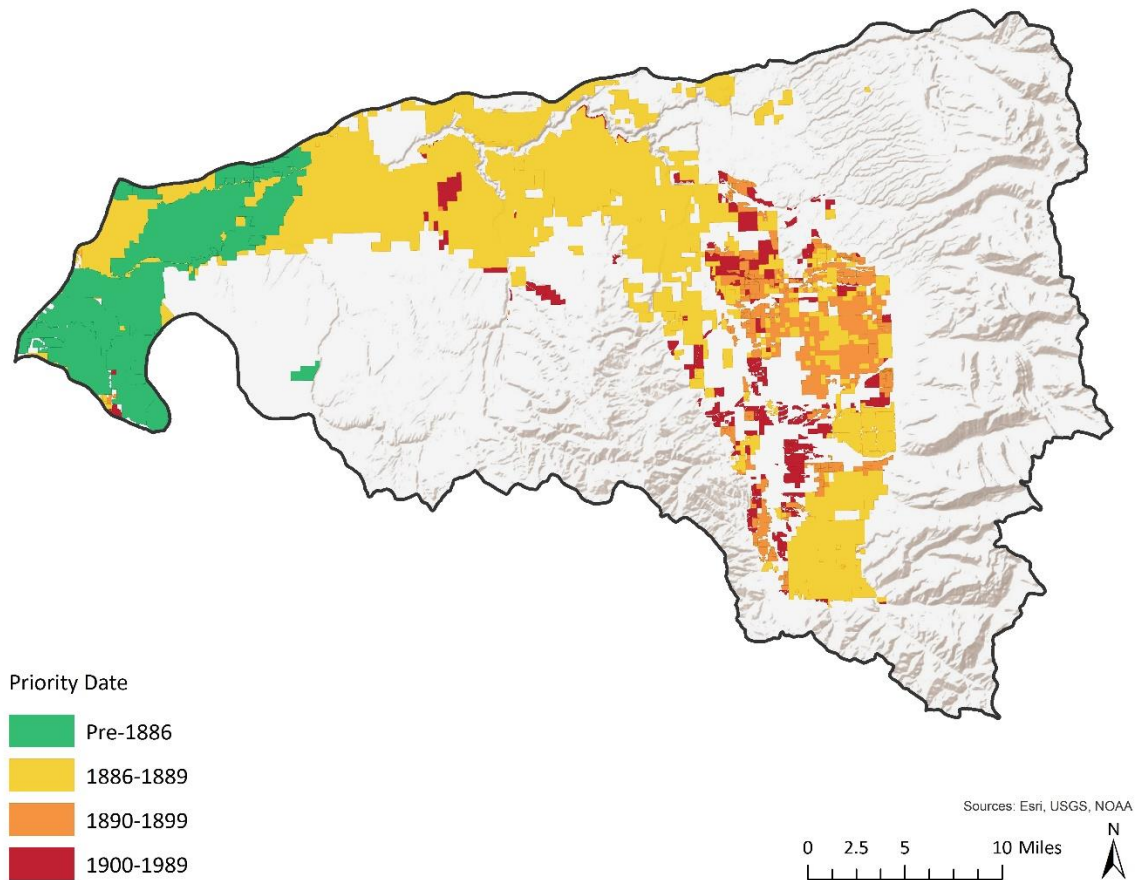 Priority Date
Pre-1886
1886-1889
1890-1899
1900-1989
Sources: Esri, USGS, NOAA
N
0 2.5 5 10 Miles